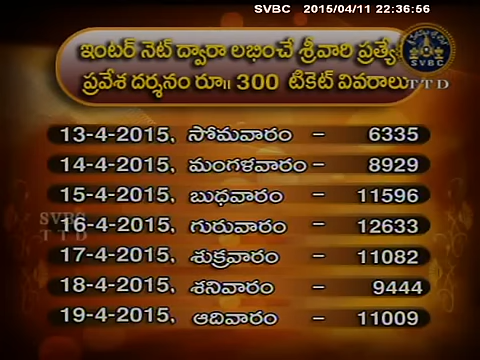 SVBC 2015/04/11 22:36:56
ఇంటర్ నెట్ ద్వారా లభించే శ్రీవారి ప్రత్యేక
ప్రవేశ దర్శనం రూ॥ 300 టికెట్ వివరాలు
SVBC
TTD
13-4-2015, సోమవారం - 6335
14-4-2015, మంగళవారం - 8929
15-4-2015, బుధవారం - 11596
SVBC
16-4-2015, గురువారం - 12633
TTD
17-4-2015, శుక్రవారం - 11082
18-4-2015, శనివారం - 9444
19-4-2015, ఆదివారం - 11009